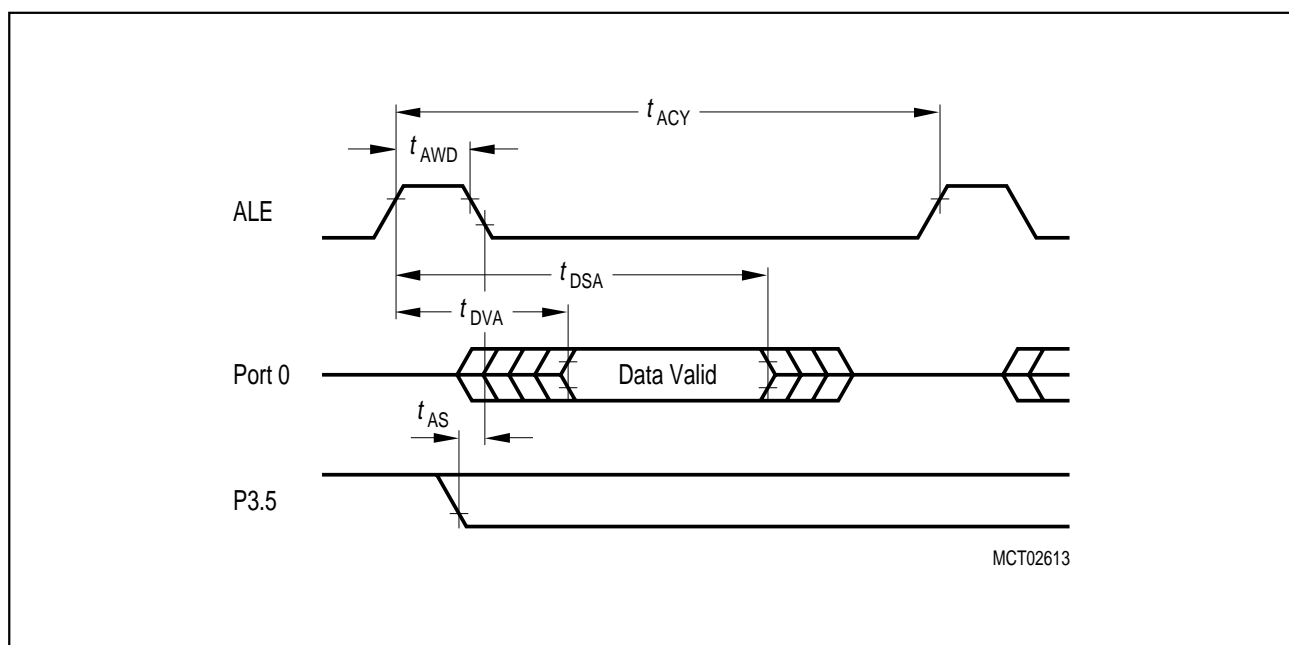 t ACY
t AWD
ALE
t DSA
t DVA
Port 0
Data Valid
t AS
P3.5
MCT02613